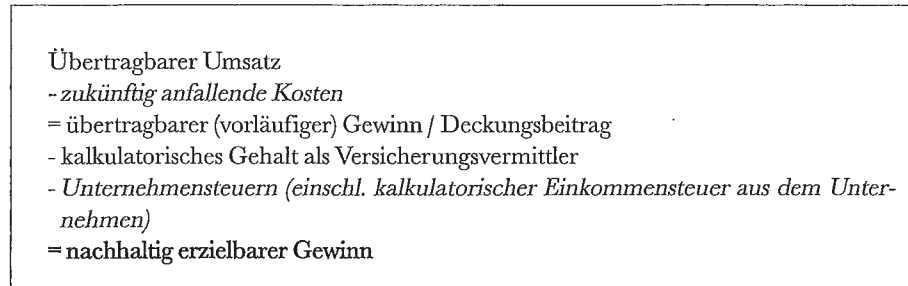 Übertragbarer Umsatz
- zukünftig anfallende Kosten
= übertragbarer (vorläufiger) Gewinn / Deckungsbeitrag
- kalkulatorisches Gehalt als Versicherungsvermittler
- Unternehmensteuern (einschl. kalkulatorischer Einkommensteuer aus dem Unter-
nehmen)
= nachhaltig erzielbarer Gewinn